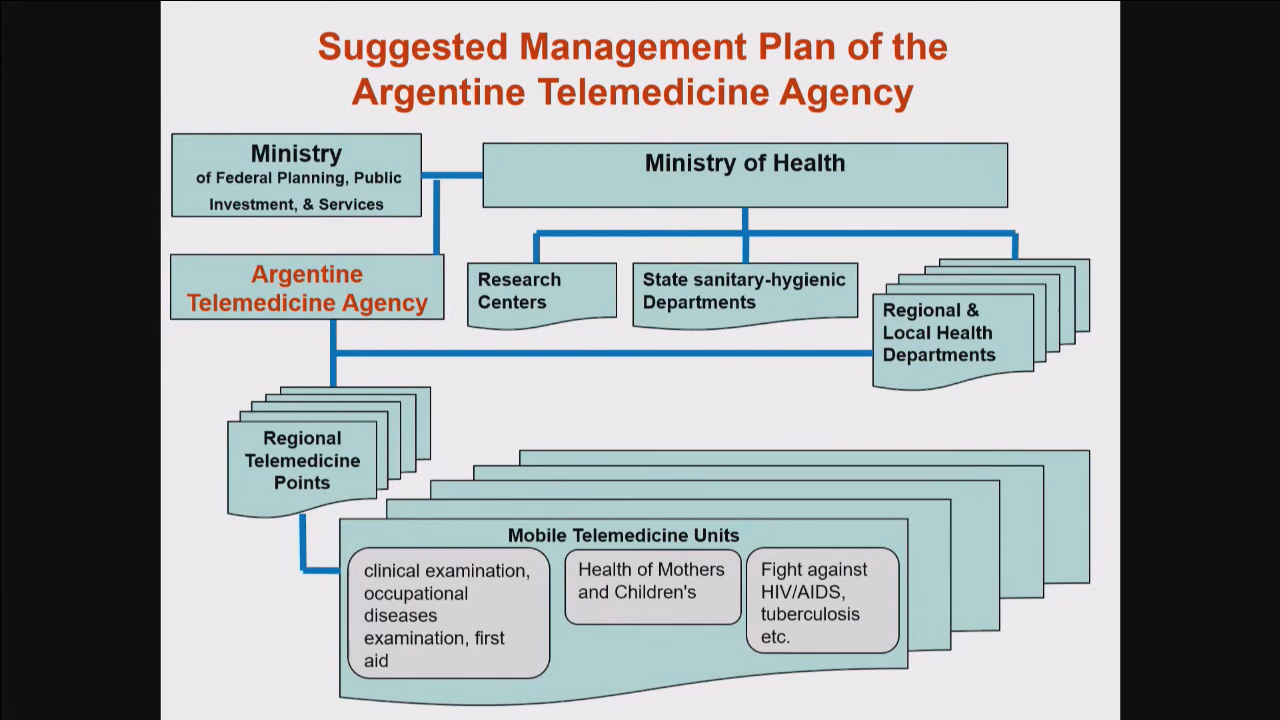 Suggested Management Plan of the
Argentine Telemedicine Agency
Ministry
of Federal Planning, Public
Investment, & Services
Ministry of Health
Argentine
Telemedicine Agency
Research
Centers
State sanitary-hygienic
Departments
Regional &
Local Health
Departments
Regional
Telemedicine
Points
Mobile Telemedicine Units
clinical examination,
occupational
diseases
examination, first
aid
Health of Mothers
and Children's
Fight against
HIV/AIDS,
tuberculosis
etc.